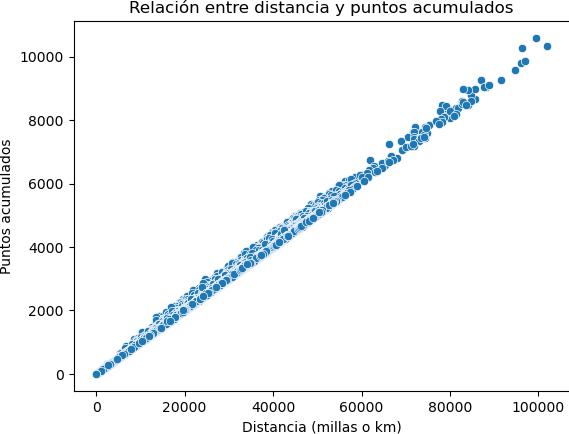 Relación entre distancia y puntos acumulados
Puntos acumulados
10000
8000
6000
4000
2000
0
0 20000 40000 60000 80000 100000
Distancia (millas o km)